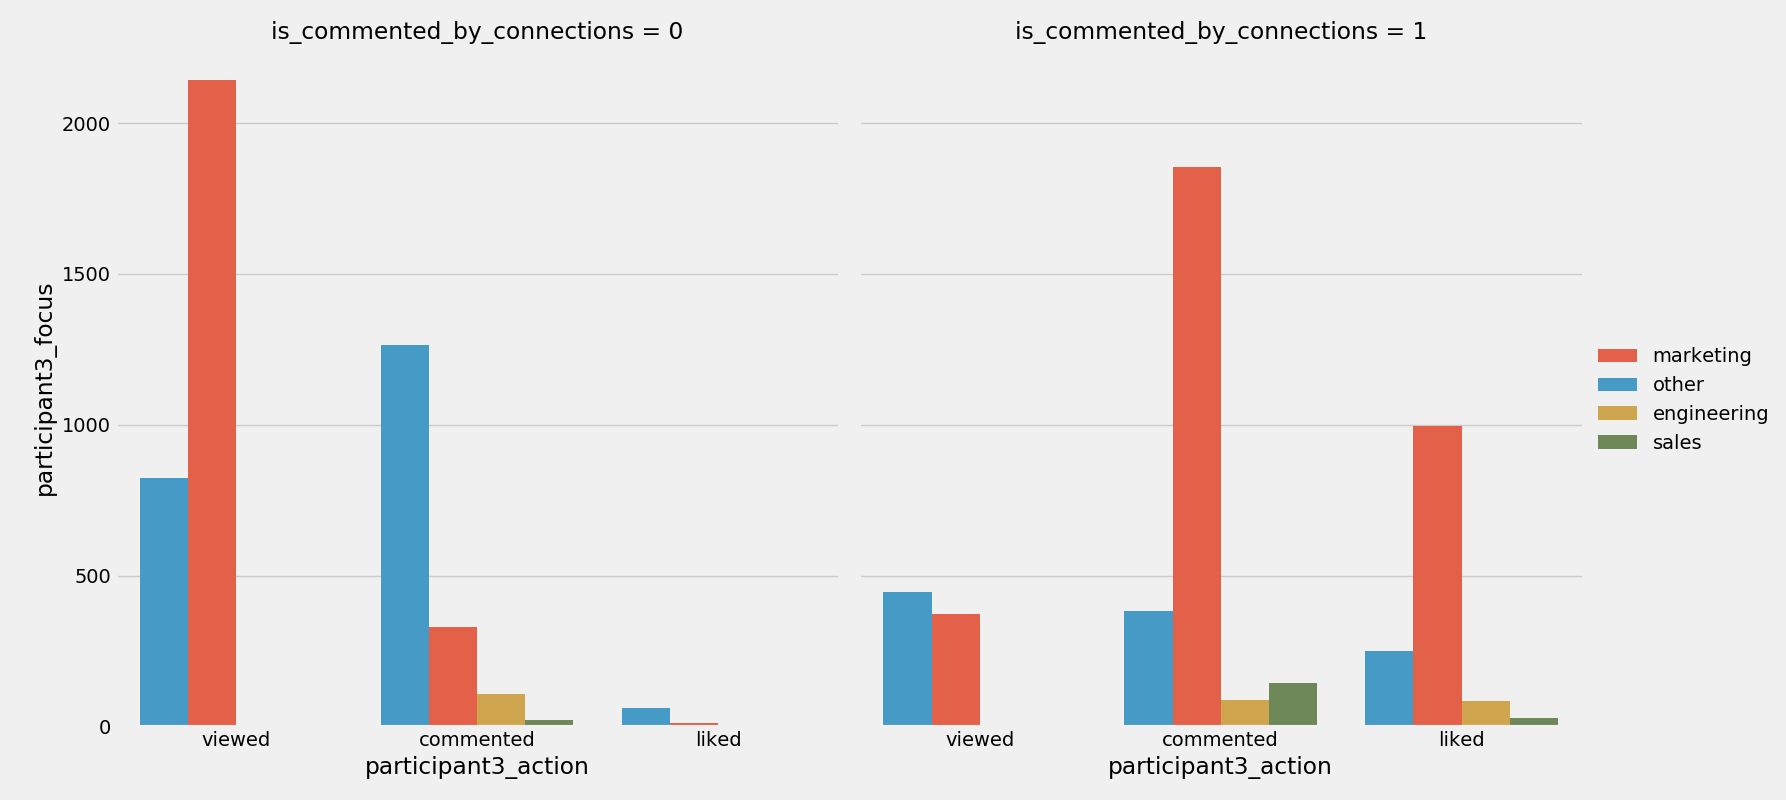 is_commented_by_connections = 0
is_commented_by_connections = 1
participant3_focus
2000
1500
1000
500
0
viewed
commented
liked
participant3_action
viewed
commented
liked
participant3_action
marketing
other
engineering
sales